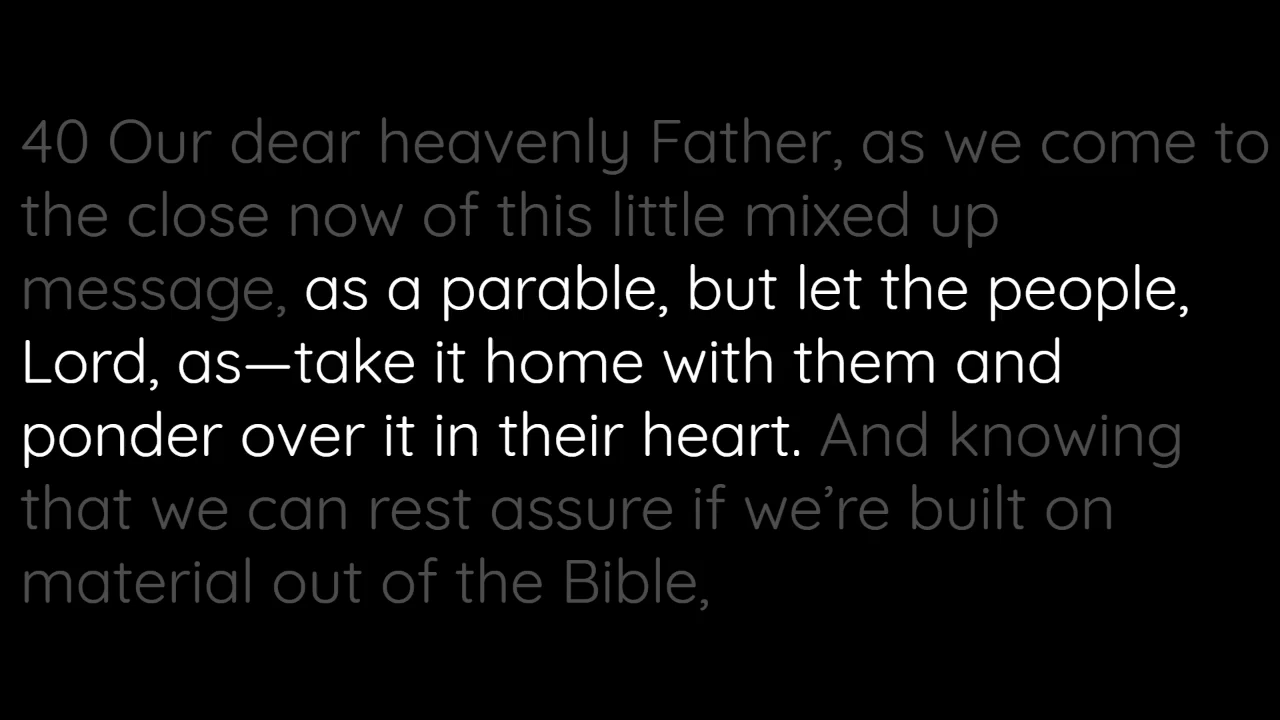 40 Our dear heavenly Father, as we come to
the close now of this little mixed up
message, as a parable, but let the people,
Lord, as—take it home with them and
ponder over it in their heart. And knowing
that we can rest assure if we’re built on
material out of the Bible,